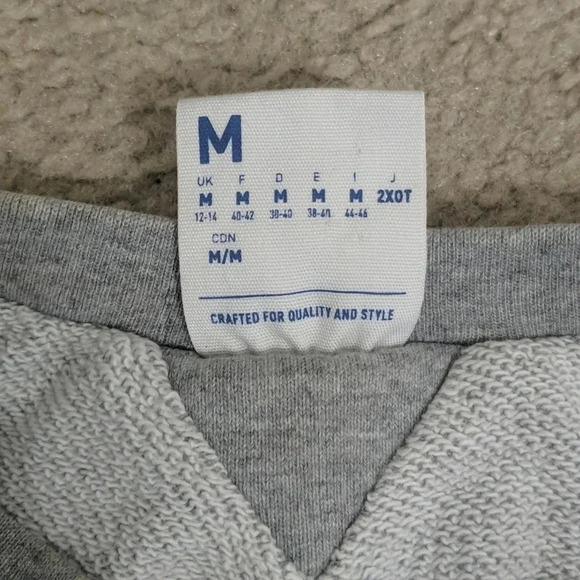 M
UK F D E I J
M M M M M 2XOT
12-14 40-42 38-40 38-40 44-46
CDN
M/M
CRAFTED FOR QUALITY AND STYLE